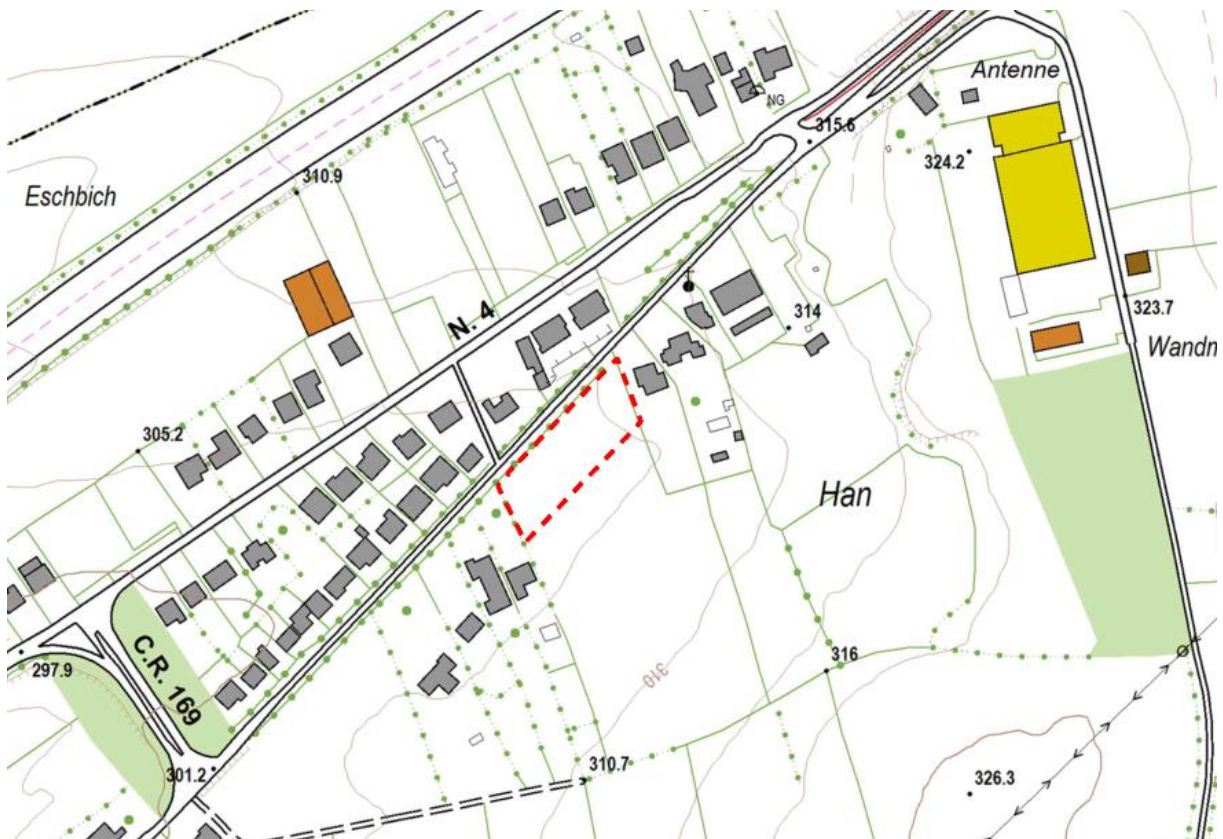 Antenne
NG
315.6
324.2
Eschbich
310.9
N. 4
314
323.7
Wandm
305.2
Han
C.R. 169
297.9
310
316
301.2
310.7
326.3